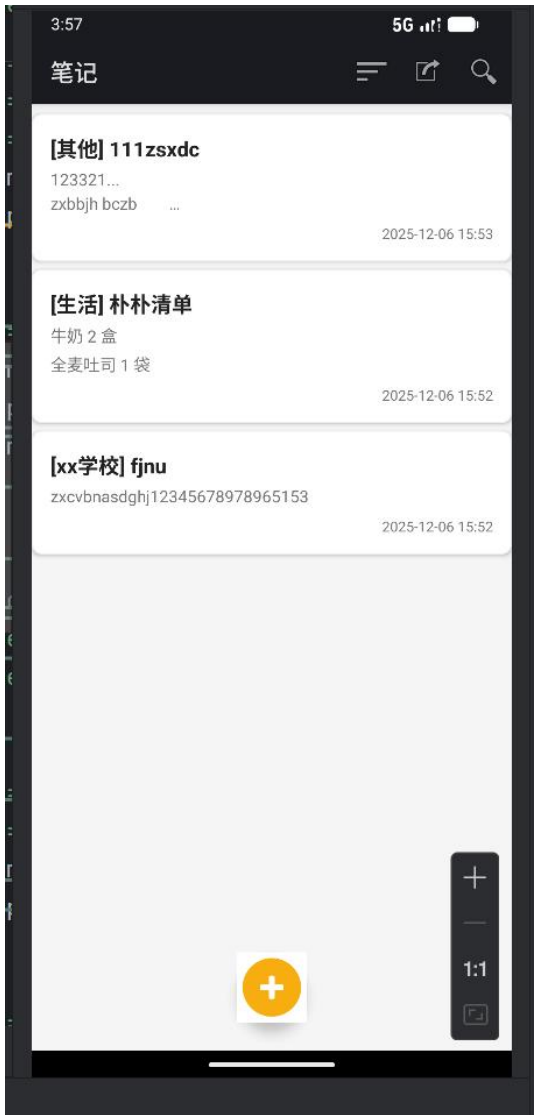 3:57
5G
笔记
[其他] 111zsxdc
123321...
zxbbjh bczb ...
2025-12-06 15:53
[生活] 朴朴清单
牛奶 2 盒
全麦吐司 1 袋
2025-12-06 15:52
[xx学校] fjnu
zxcvbnasdghj12345678978965153
2025-12-06 15:52
1:1